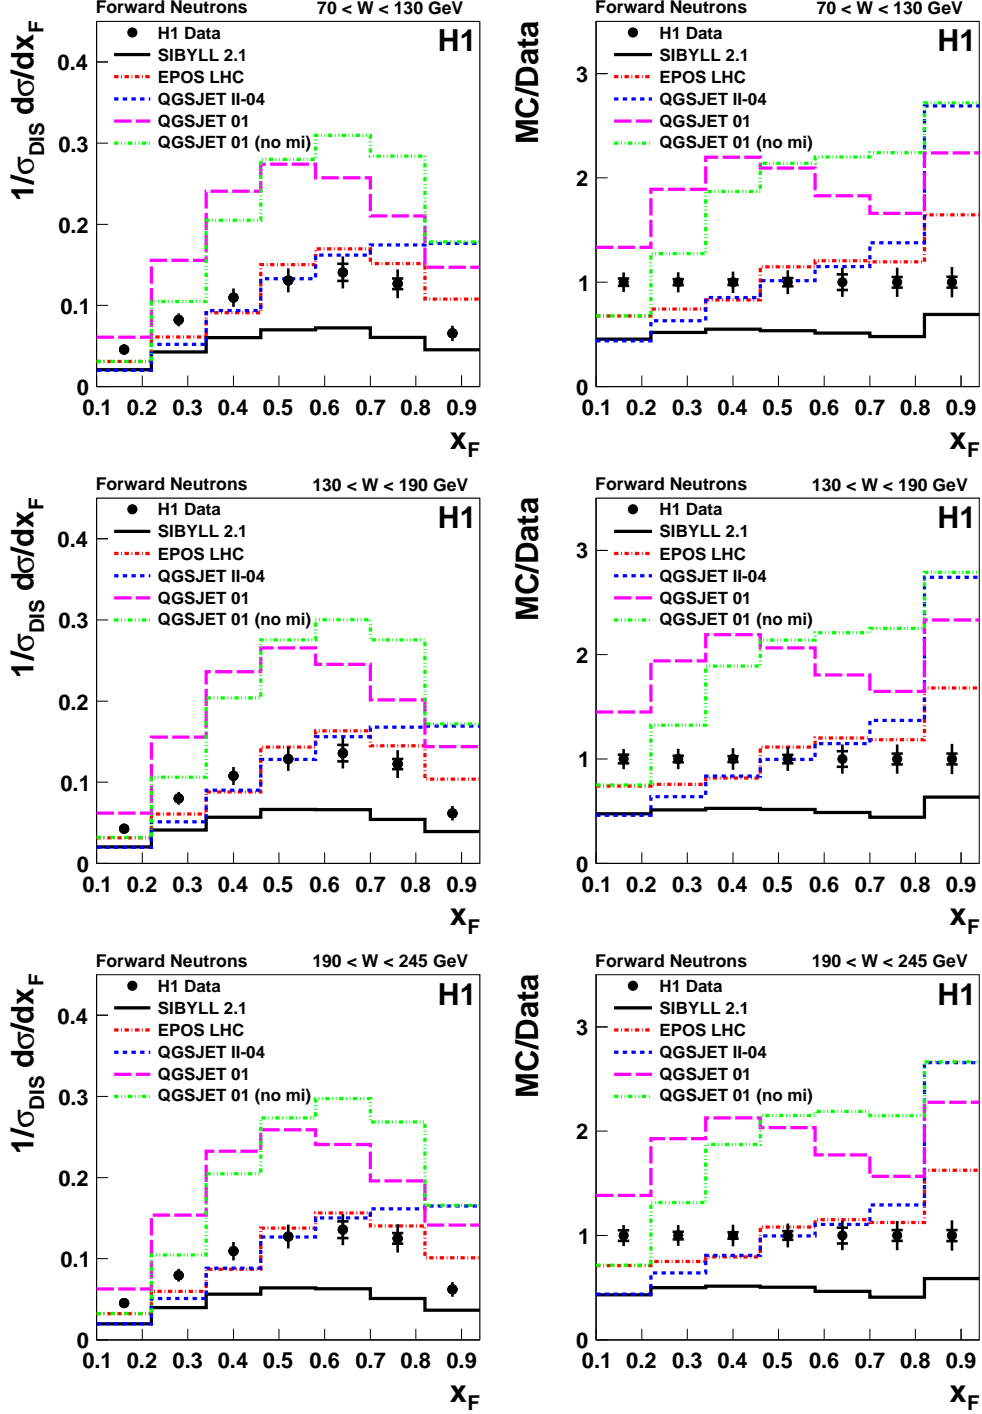 Forward Neutrons 70 < W < 130 GeV
H1 Data
SIBYLL 2.1
EPOS LHC
QGSJET II-04
QGSJET 01
QGSJET 01 (no mi)
H1
1/σDIS dσ/dxF
0.4
0.3
0.2
0.1
0
0.1 0.2 0.3 0.4 0.5 0.6 0.7 0.8 0.9
xF
Forward Neutrons 70 < W < 130 GeV
H1 Data
SIBYLL 2.1
EPOS LHC
QGSJET II-04
QGSJET 01
QGSJET 01 (no mi)
H1
MC/Data
3
2
1
0
0.1 0.2 0.3 0.4 0.5 0.6 0.7 0.8 0.9
xF
Forward Neutrons 130 < W < 190 GeV
H1 Data
SIBYLL 2.1
EPOS LHC
QGSJET II-04
QGSJET 01
QGSJET 01 (no mi)
H1
1/σDIS dσ/dxF
0.4
0.3
0.2
0.1
0
0.1 0.2 0.3 0.4 0.5 0.6 0.7 0.8 0.9
xF
Forward Neutrons 130 < W < 190 GeV
H1 Data
SIBYLL 2.1
EPOS LHC
QGSJET II-04
QGSJET 01
QGSJET 01 (no mi)
H1
MC/Data
3
2
1
0
0.1 0.2 0.3 0.4 0.5 0.6 0.7 0.8 0.9
xF
Forward Neutrons 190 < W < 245 GeV
H1 Data
SIBYLL 2.1
EPOS LHC
QGSJET II-04
QGSJET 01
QGSJET 01 (no mi)
H1
1/σDIS dσ/dxF
0.4
0.3
0.2
0.1
0
0.1 0.2 0.3 0.4 0.5 0.6 0.7 0.8 0.9
xF
Forward Neutrons 190 < W < 245 GeV
H1 Data
SIBYLL 2.1
EPOS LHC
QGSJET II-04
QGSJET 01
QGSJET 01 (no mi)
H1
MC/Data
3
2
1
0
0.1 0.2 0.3 0.4 0.5 0.6 0.7 0.8 0.9
xF